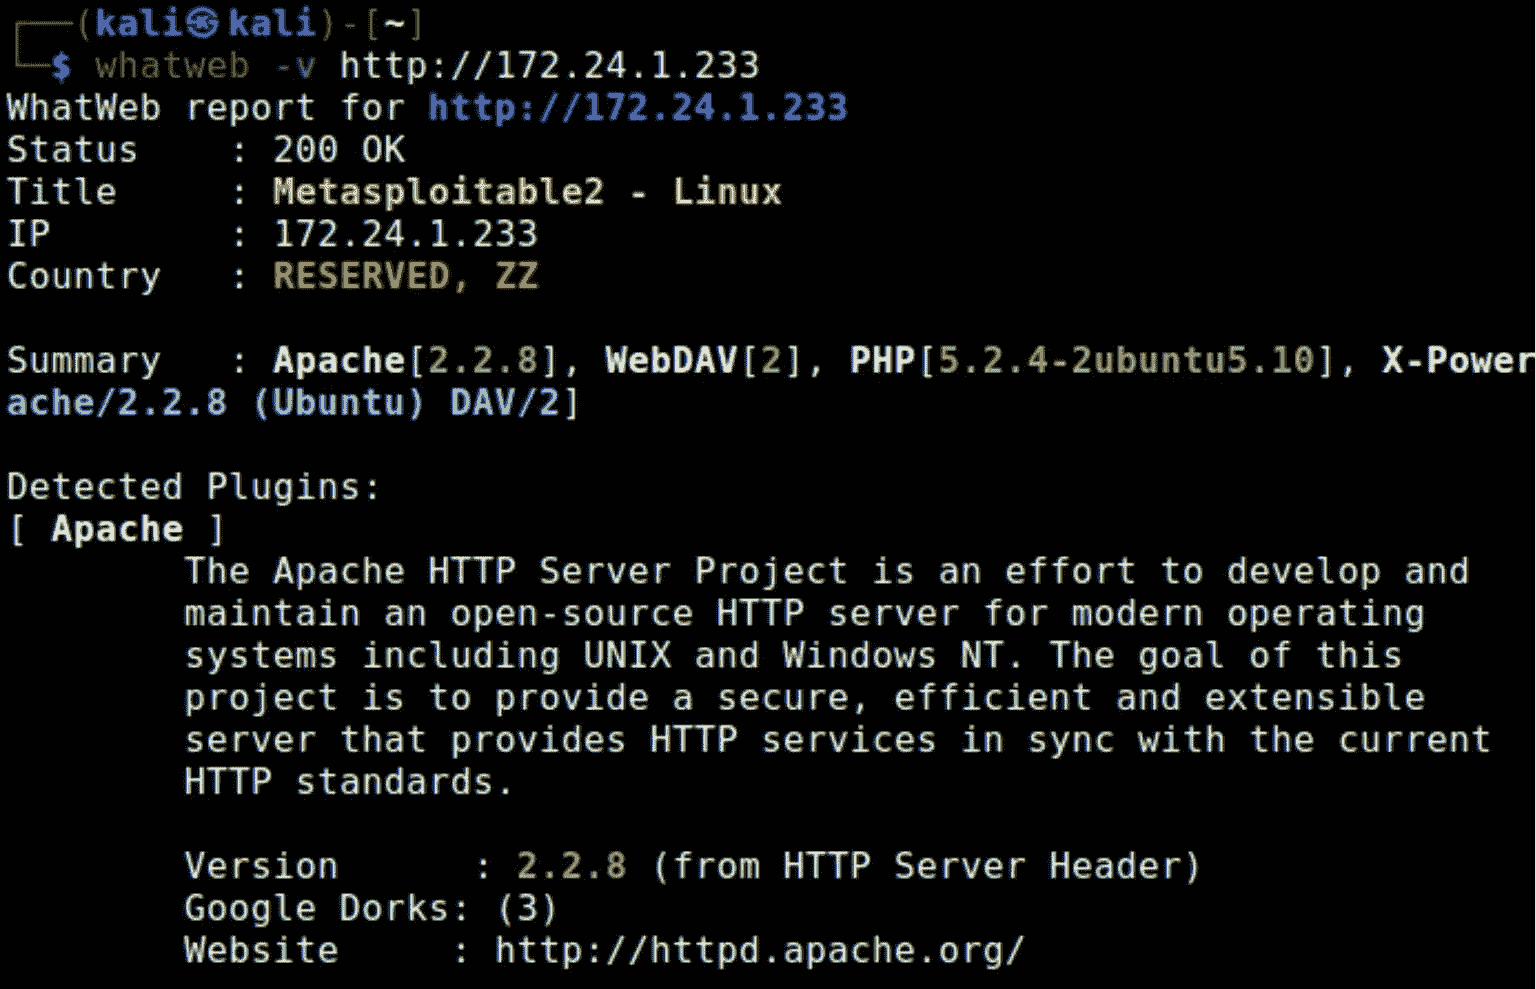 (kali㉿kali)-[~]
$ whatweb -v http://172.24.1.233
WhatWeb report for http://172.24.1.233
Status    : 200 OK
Title     : Metasploitable2 - Linux
IP        : 172.24.1.233
Country   : RESERVED, ZZ
Summary   : Apache[2.2.8], WebDAV[2], PHP[5.2.4-2ubuntu5.10], X-Power
ache/2.2.8 (Ubuntu) DAV/2]
Detected Plugins:
[ Apache ]
The Apache HTTP Server Project is an effort to develop and
maintain an open-source HTTP server for modern operating
systems including UNIX and Windows NT. The goal of this
project is to provide a secure, efficient and extensible
server that provides HTTP services in sync with the current
HTTP standards.
Version      : 2.2.8 (from HTTP Server Header)
Google Dorks: (3)
Website     : http://httpd.apache.org/